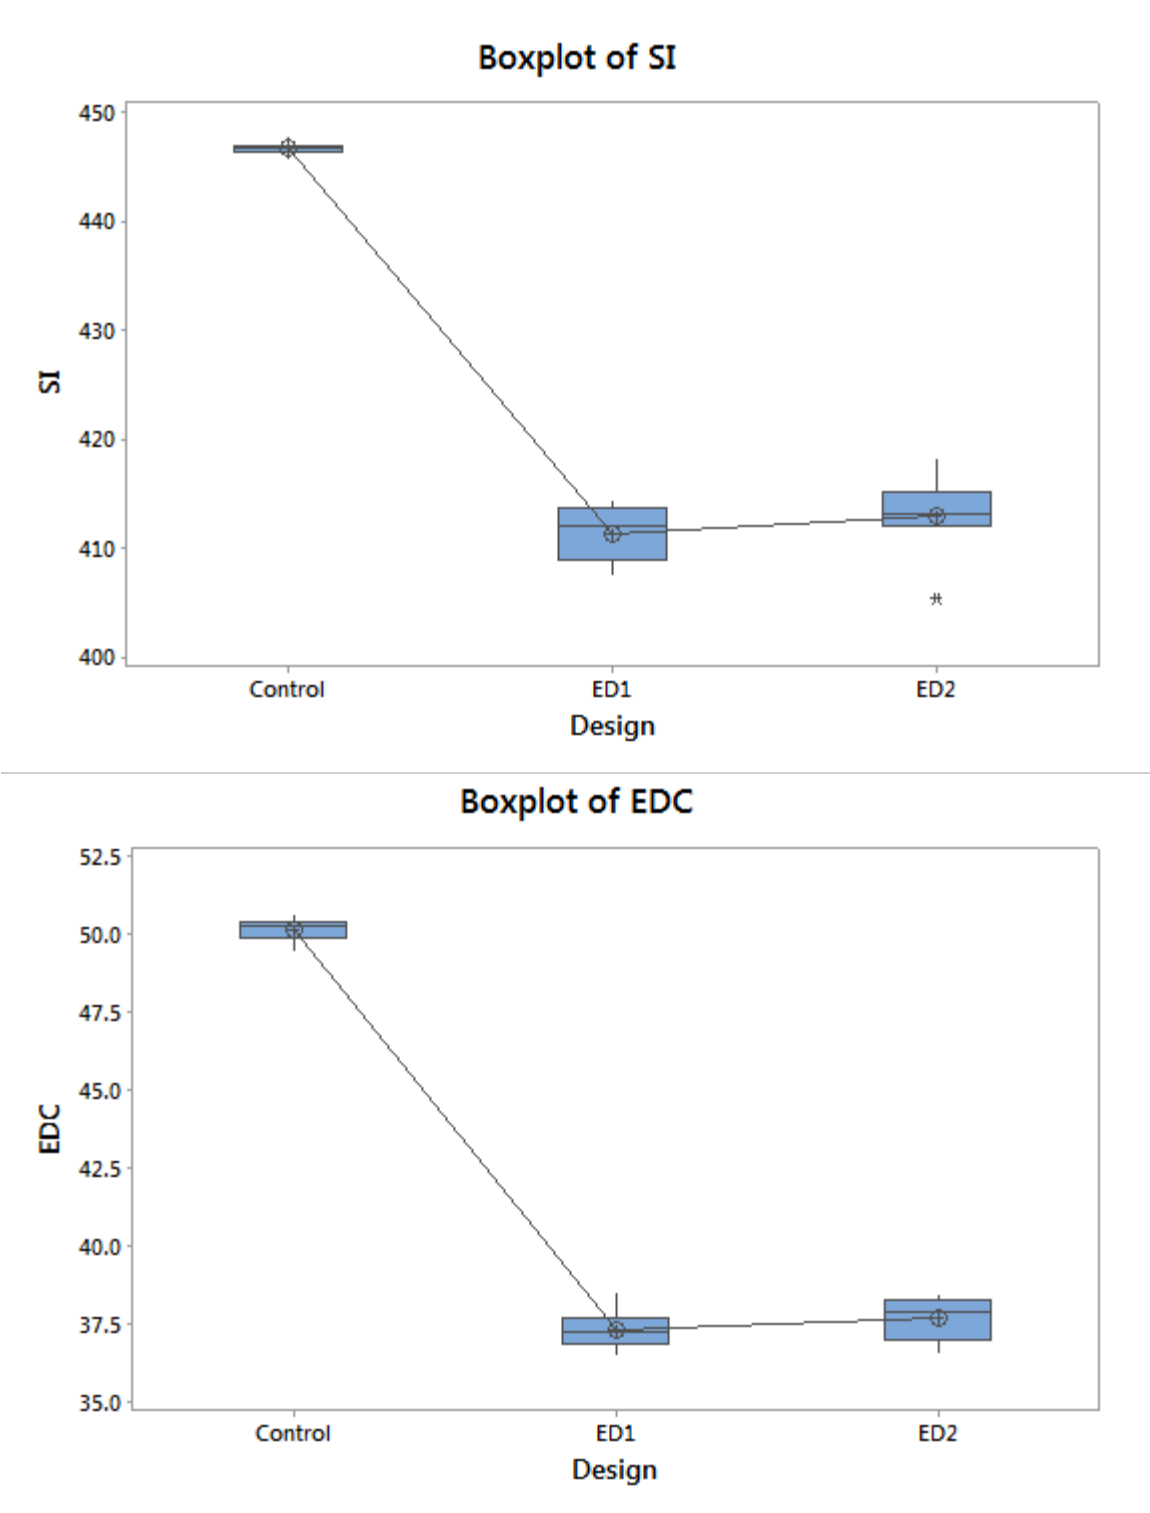 Boxplot of SI
450
440
430
420
410
400
SI
Control ED1 ED2
Design
Boxplot of EDC
52.5
50.0
47.5
45.0
42.5
40.0
37.5
35.0
EDC
Control ED1 ED2
Design